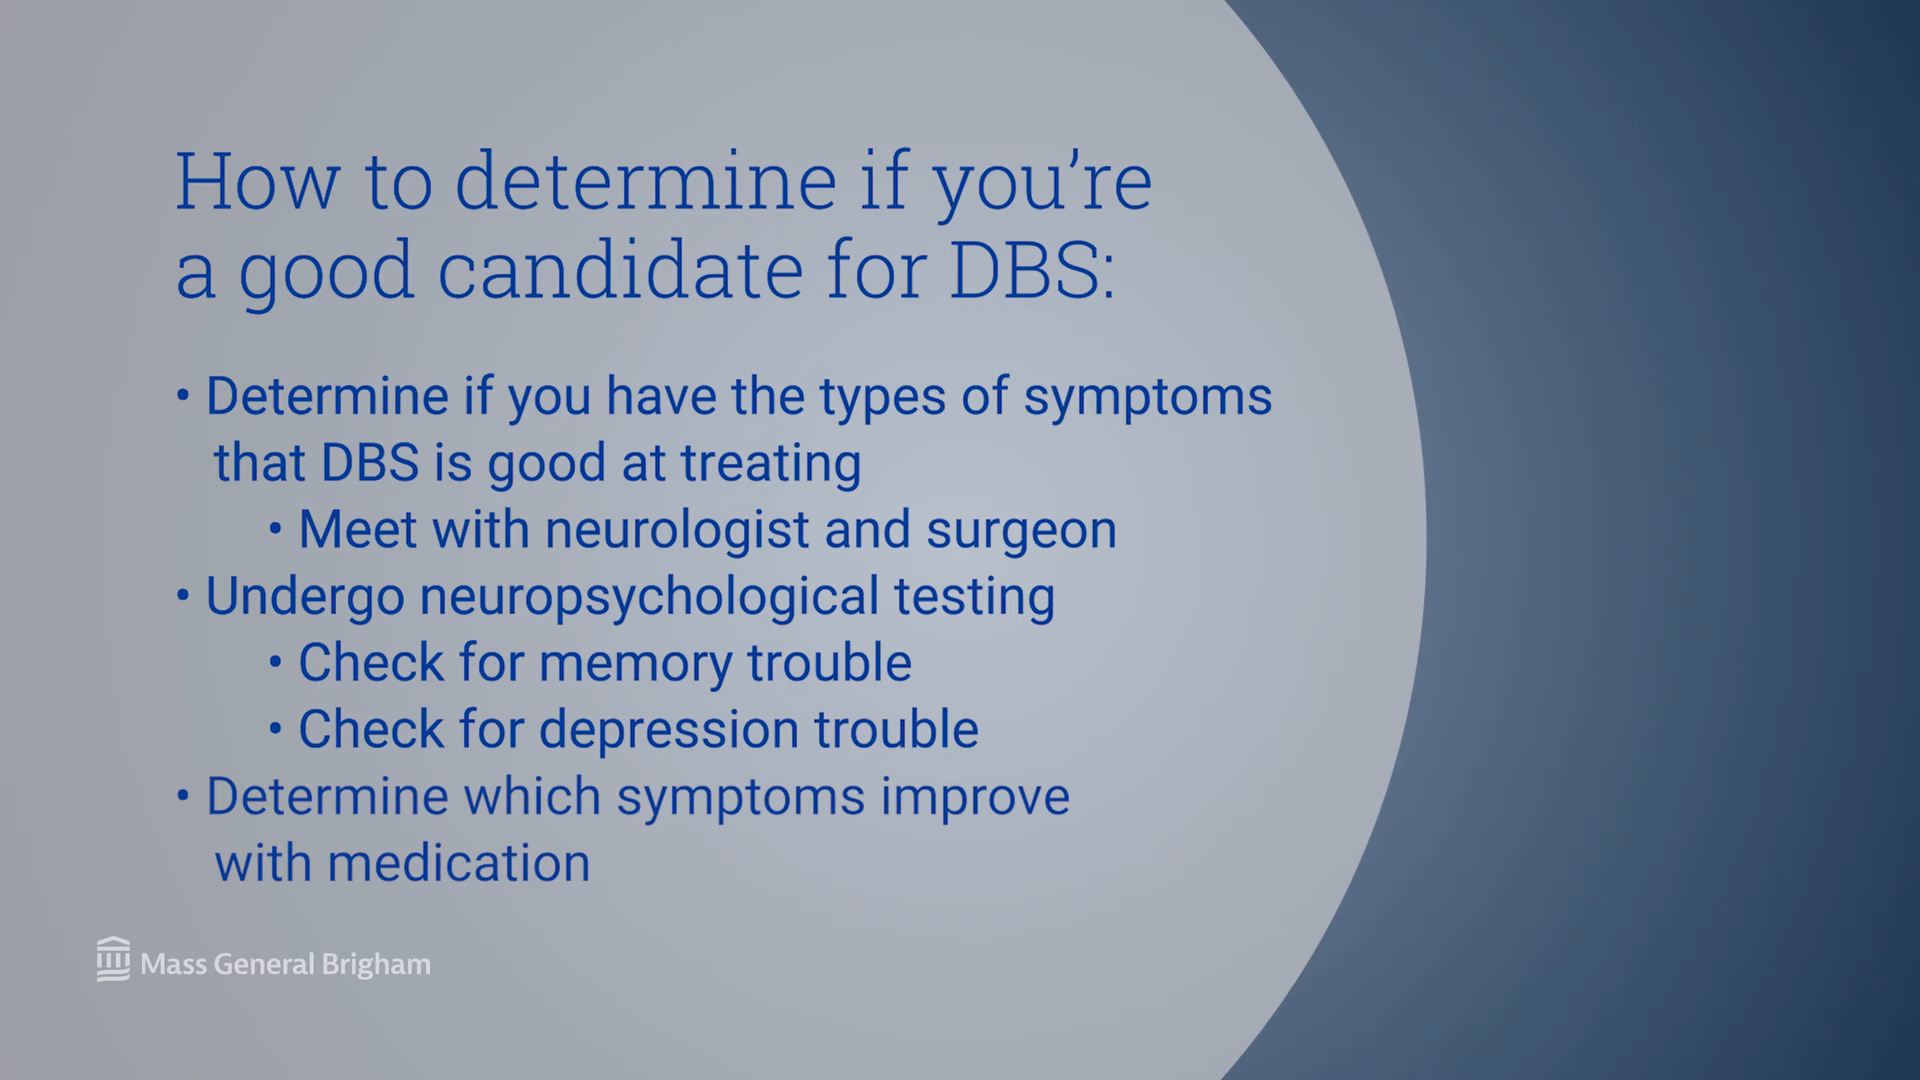 How to determine if you’re
a good candidate for DBS:
• Determine if you have the types of symptoms
that DBS is good at treating
• Meet with neurologist and surgeon
• Undergo neuropsychological testing
• Check for memory trouble
• Check for depression trouble
• Determine which symptoms improve
with medication
Mass General Brigham